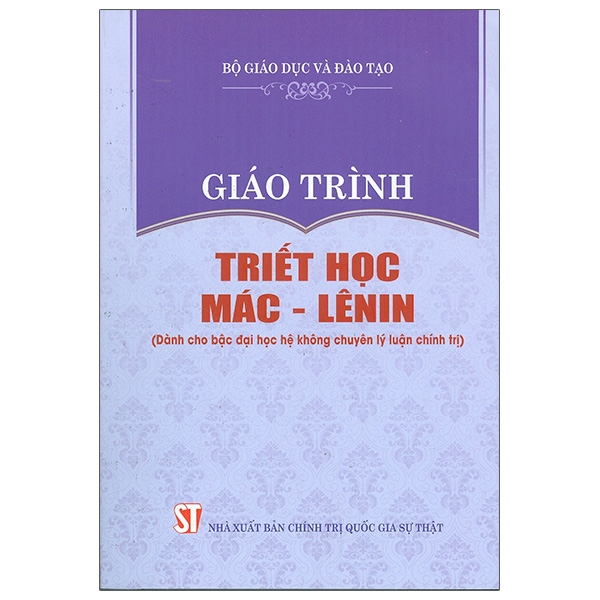 BỘ GIÁO DỤC VÀ ĐÀO TẠO
GIÁO TRÌNH
TRIẾT HỌC
MÁC - LÊNIN
(Dành cho bậc đại học hệ không chuyên lý luận chính trị)
ST NHÀ XUẤT BẢN CHÍNH TRỊ QUỐC GIA SỰ THẬT